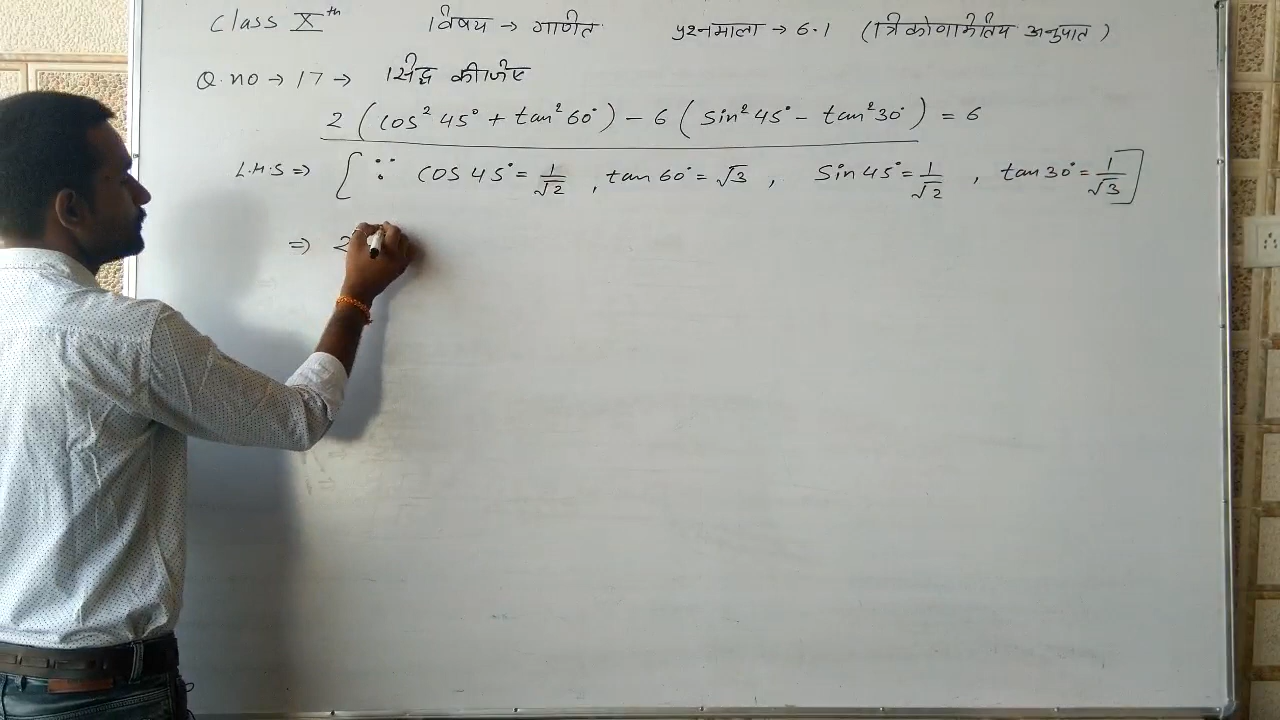 Class Xth विषय → गणित प्रश्नमाला → 6.1 (त्रिकोणमितिय अनुपात)
Q.no → 17 → सिद्ध कीजिए
2 (cos² 45° + tan² 60°) - 6 (sin² 45° - tan² 30°) = 6
L.H.S ⇒ [∵ cos 45° = 1/√2 , tan 60° = √3 , sin 45° = 1/√2 , tan 30° = 1/√3]
⇒ 2